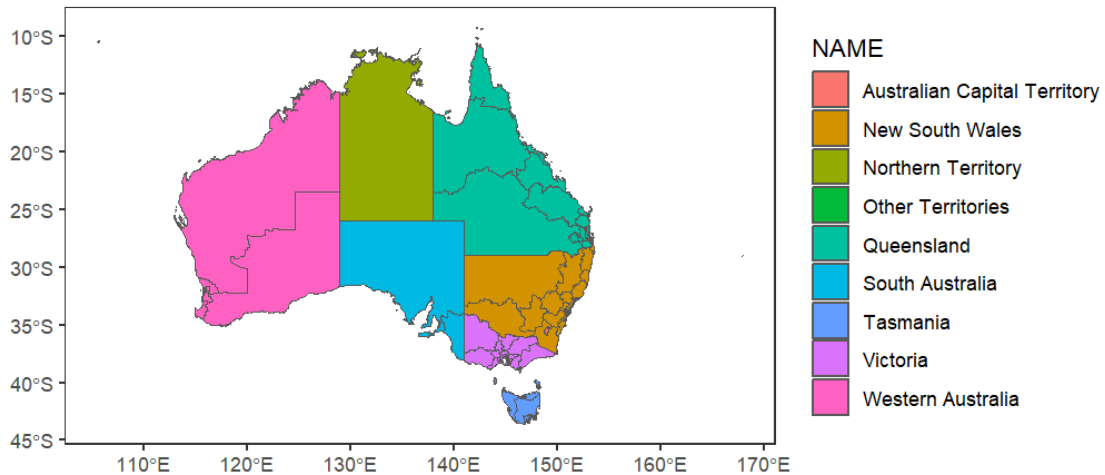 10°S
15°S
20°S
25°S
30°S
35°S
40°S
45°S
110°E 120°E 130°E 140°E 150°E 160°E 170°E
NAME
Australian Capital Territory
New South Wales
Northern Territory
Other Territories
Queensland
South Australia
Tasmania
Victoria
Western Australia